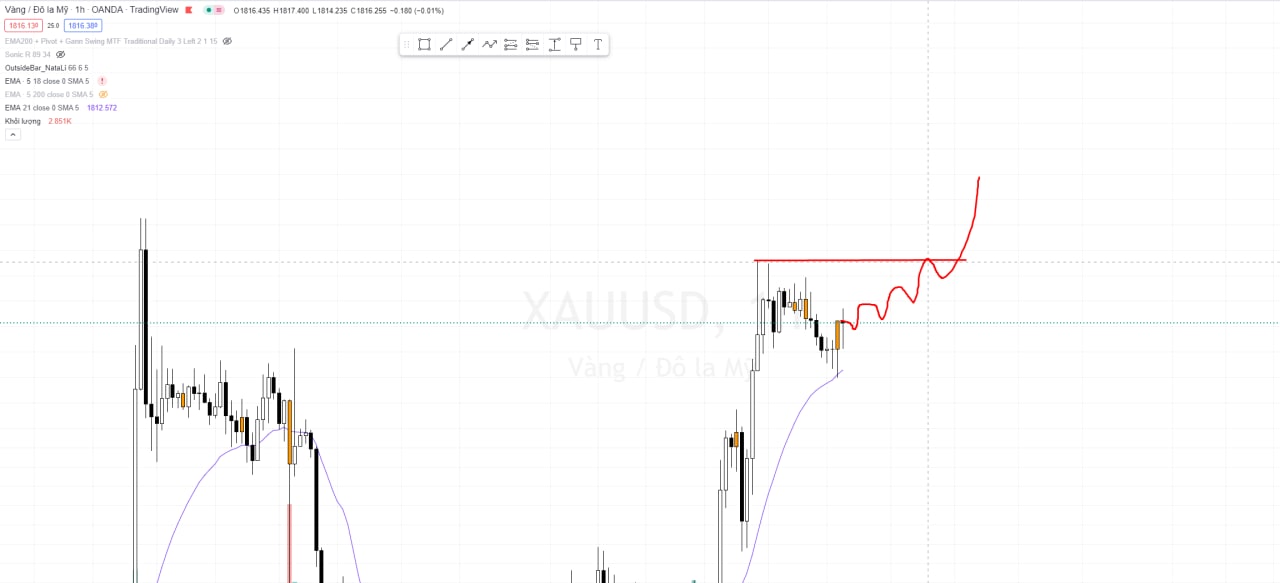 Vàng / Đô la Mỹ · 1h · OANDA · TradingView O1816.435 H1817.400 L1814.235 C1816.255 −0.180 (−0.01%)
1816.130 25.0 1816.380
EMA200 + Pivot + Gann Swing MTF Traditional Daily 3 Left 2 1 15
Sonic R 89 34
OutsideBar_NataLi 66 6 5
EMA · 5 18 close 0 SMA 5
EMA · 5 200 close 0 SMA 5
EMA 21 close 0 SMA 5 1812.572
Khối lượng 2.851K
XAUUSD, 1
Vàng / Đô la Mỹ